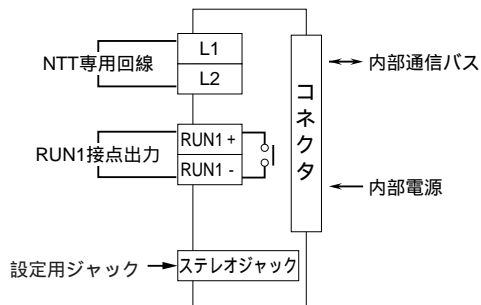 NTT専用回線
L1
L2
RUN1接点出力
RUN1 +
RUN1 -
設定用ジャック
ステレオジャック
コネクタ
内部通信バス
内部電源